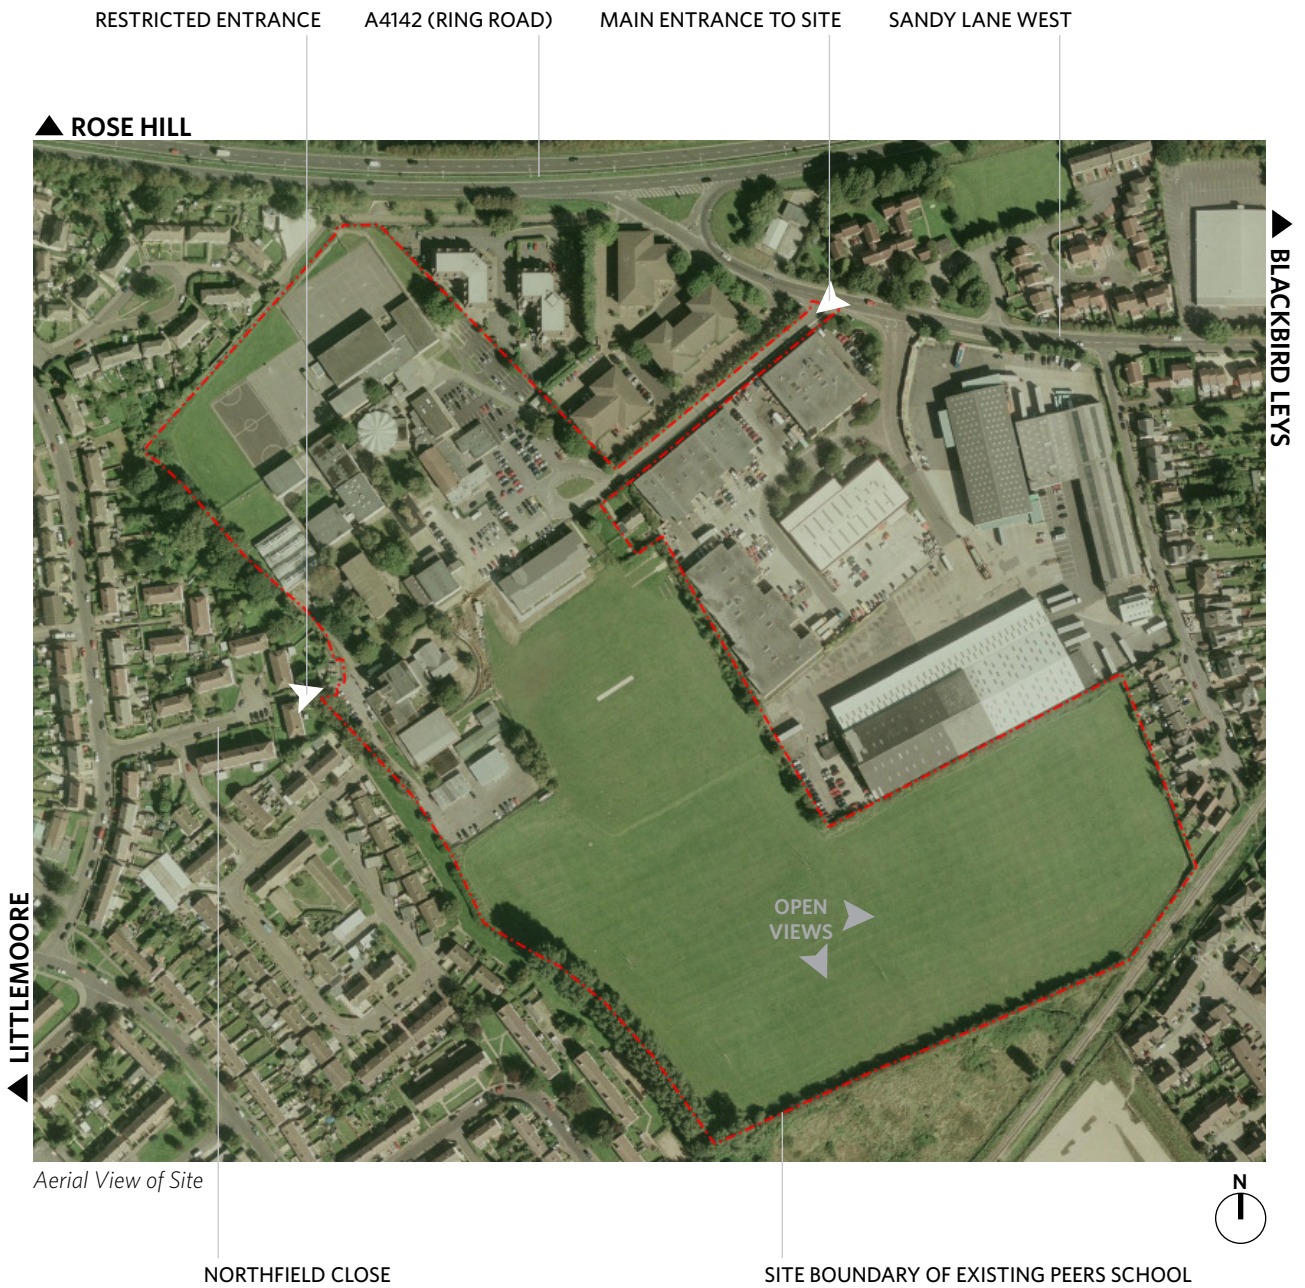 RESTRICTED ENTRANCE
A4142 (RING ROAD)
MAIN ENTRANCE TO SITE
SANDY LANE WEST
ROSE HILL
BLACKBIRD LEYS
OPEN
VIEWS
LITTLEMOORE
Aerial View of Site
N
NORTHFIELD CLOSE
SITE BOUNDARY OF EXISTING PEERS SCHOOL